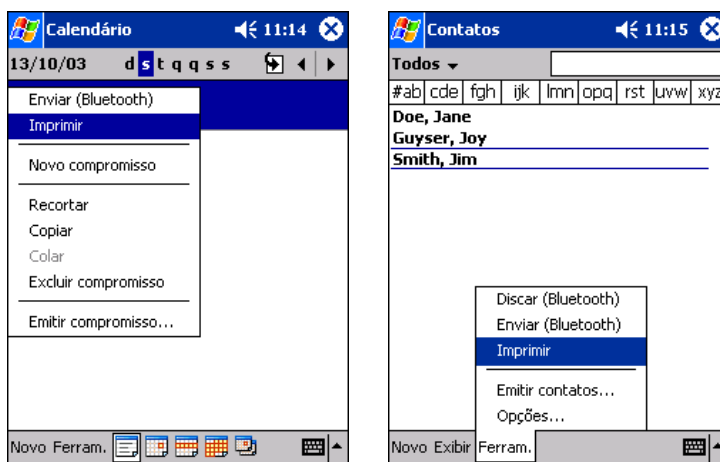 Calendário 11:14
13/10/03 d s t q q s s
Enviar (Bluetooth)
Imprimir
Novo compromisso
Recortar
Copiar
Colar
Excluir compromisso
Emitir compromisso...
Novo Ferram.
Contatos 11:15
Todos
#ab cde fgh ijk lmn opq rst uvw xyz
Doe, Jane
Guyser, Joy
Smith, Jim
Discar (Bluetooth)
Enviar (Bluetooth)
Imprimir
Emitir contatos...
Opções...
Novo Exibir Ferram.